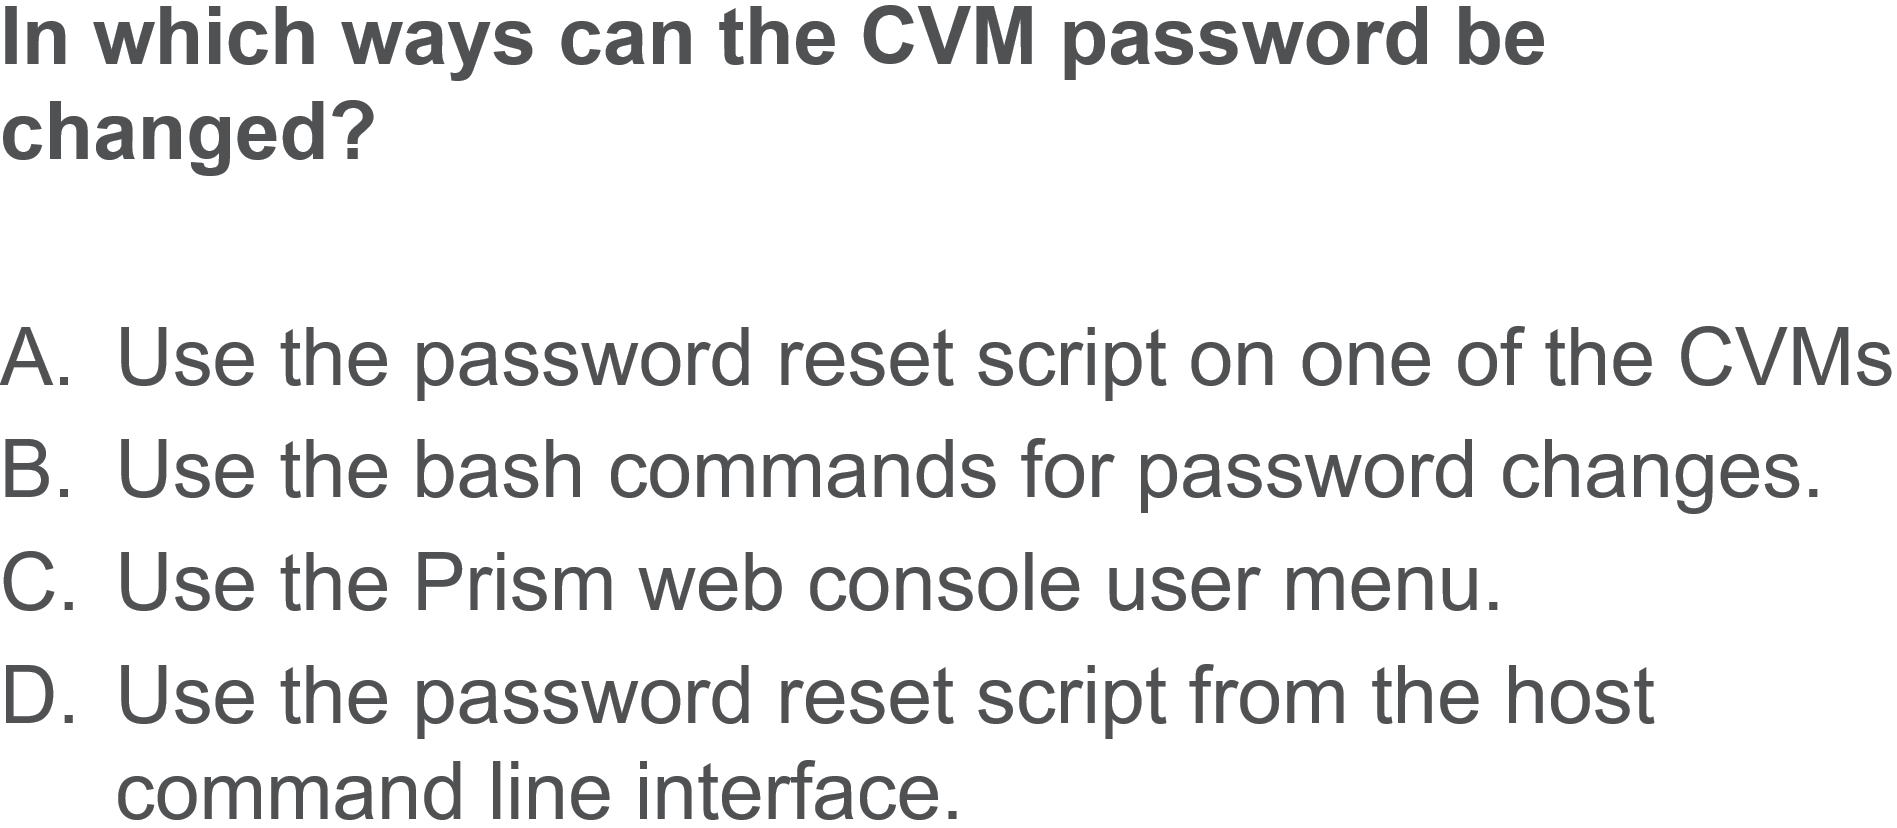 In which ways can the CVM password be
changed?
A. Use the password reset script on one of the CVMs
B. Use the bash commands for password changes.
C. Use the Prism web console user menu.
D. Use the password reset script from the host
command line interface.